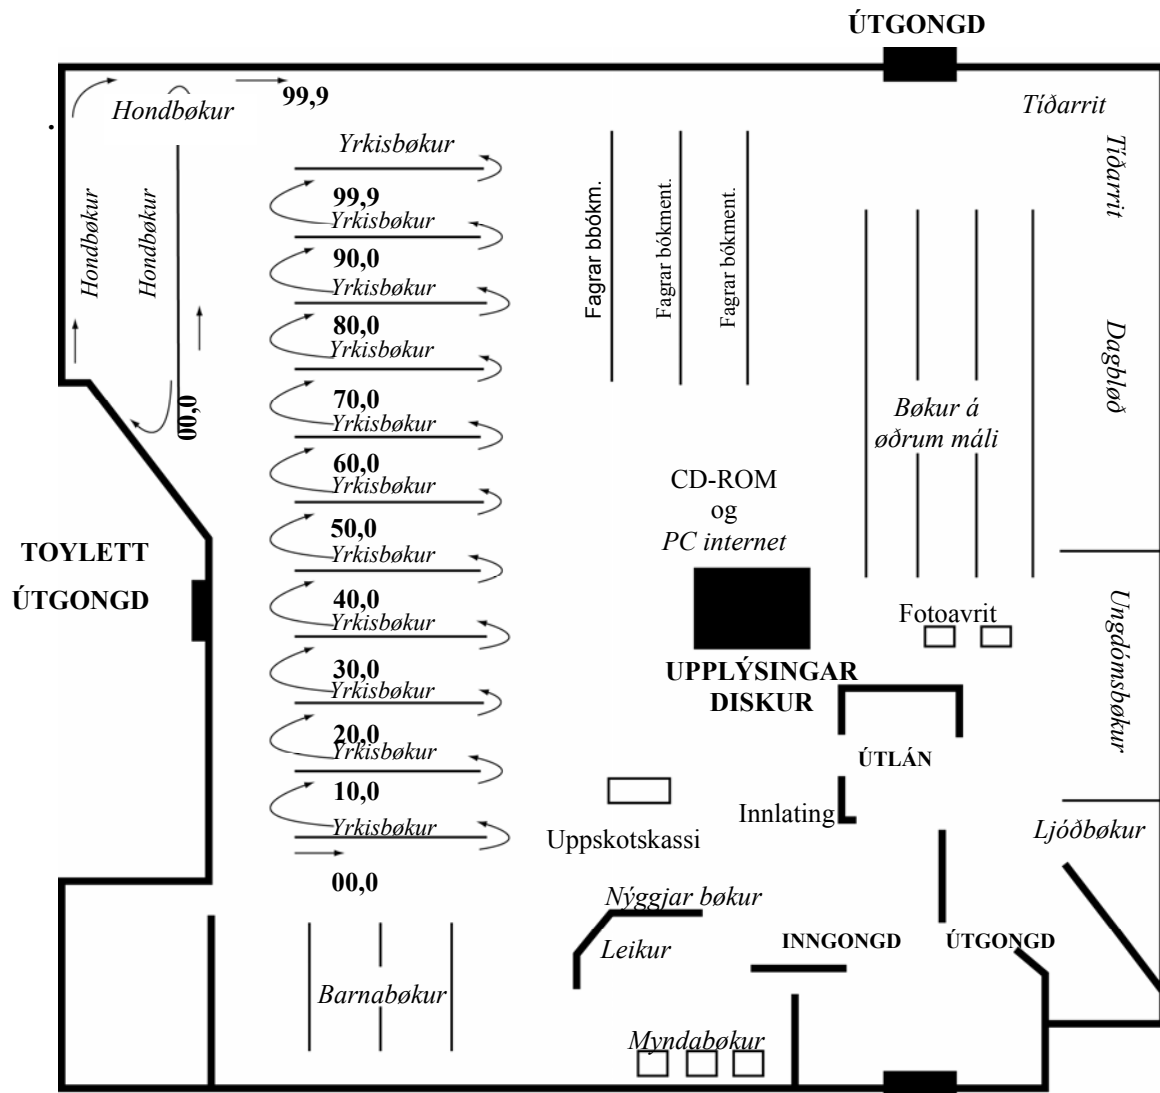 ÚTGONGD
99,9
Hondbøkur
Tíðarrit
Yrkisbøkur
Tíðarrit
Hondbøkur
Hondbøkur
99,9
Yrkisbøkur
Fagrar bbókm.
Fagrar bókment.
Fagrar bókment.
90,0
Yrkisbøkur
80,0
Yrkisbøkur
Dagbløð
70,0
Yrkisbøkur
00,0
Bøkur á
øðrum máli
60,0
Yrkisbøkur
CD-ROM
og
PC internet
50,0
Yrkisbøkur
TOYLETT
ÚTGONGD
40,0
Yrkisbøkur
Fotoavrit
Ungdómsbøkur
30,0
Yrkisbøkur
UPPLÝSINGAR
DISKUR
20,0
Yrkisbøkur
ÚTLÁN
10,0
Yrkisbøkur
Innlating
Uppskotskassi
Ljóðbøkur
00,0
Nýggjar bøkur
Leikur
INNGONGD
ÚTGONGD
Barnabøkur
Myndabøkur